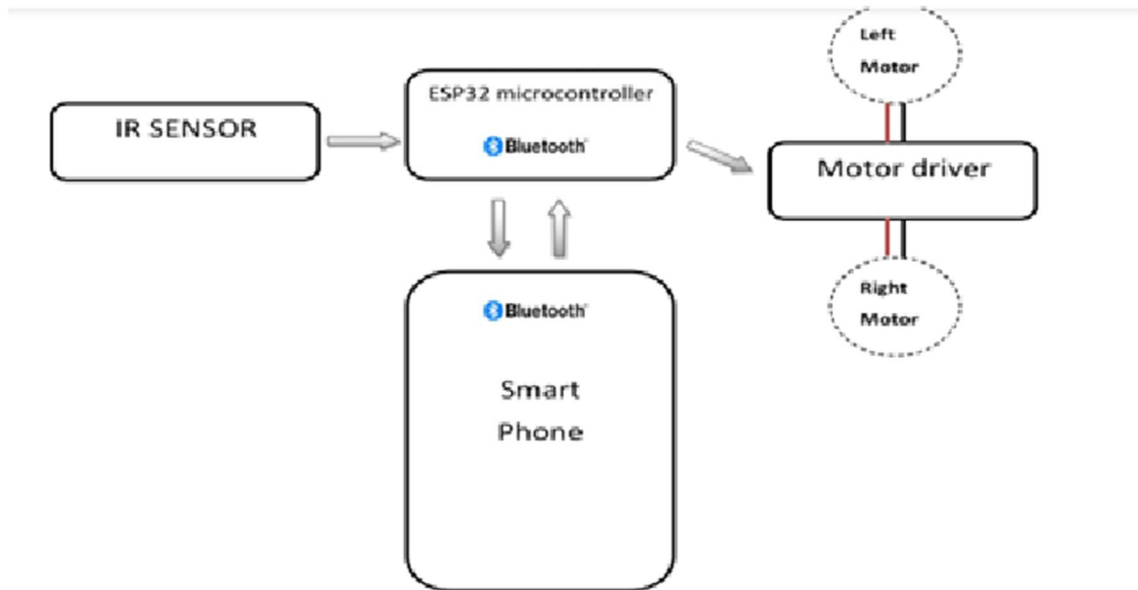 IR SENSOR
ESP32 microcontroller
Bluetooth
Left
Motor
Motor driver
Right
Motor
Bluetooth
Smart
Phone